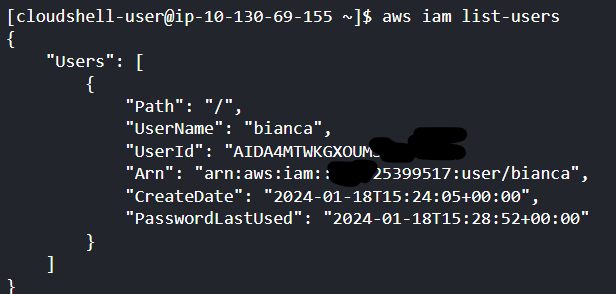 [cloudshell-user@ip-10-130-69-155 ~]$ aws iam list-users
{
    "Users": [
        {
            "Path": "/",
            "UserName": "bianca",
            "UserId": "AIDA4MTWKGXOUM
            "Arn": "arn:aws:iam:: 25399517:user/bianca",
            "CreateDate": "2024-01-18T15:24:05+00:00",
            "PasswordLastUsed": "2024-01-18T15:28:52+00:00"
        }
    ]
}